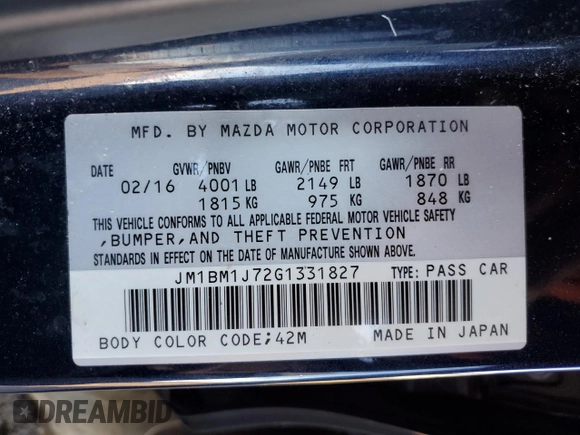 MFD. BY MAZDA MOTOR CORPORATION
DATE GVWR/PNBV GAWR/PNBE FRT GAWR/PNBE RR
02/16 4001 LB 2149 LB 1870 LB
1815 KG 975 KG 848 KG
THIS VEHICLE CONFORMS TO ALL APPLICABLE FEDERAL MOTOR VEHICLE SAFETY
,BUMPER,AND THEFT PREVENTION
STANDARDS IN EFFECT ON THE DATE OF MANUFACTURE SHOWN ABOVE.
JM1BM1J72G1331827 TYPE: PASS CAR
BODY COLOR CODE;42M MADE IN JAPAN
DREAMBID